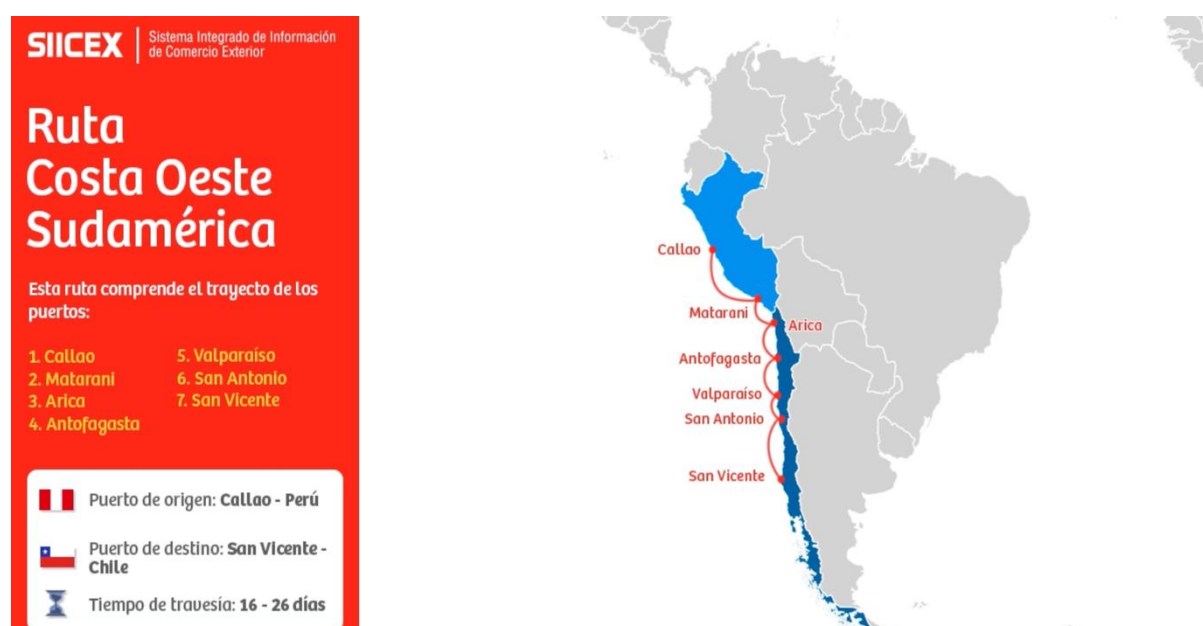 SIICEX
Sistema Integrado de Información
de Comercio Exterior
Ruta
Costa Oeste
Sudamérica
Esta ruta comprende el trayecto de los
puertos:
1. Callao
2. Matarani
3. Arica
4. Antofagasta
5. Valparaíso
6. San Antonio
7. San Vicente
Puerto de origen: Callao - Perú
Puerto de destino: San Vicente -
Chile
Tiempo de travesía: 16 - 26 días
Callao
Matarani
Arica
Antofagasta
Valparaíso
San Antonio
San Vicente